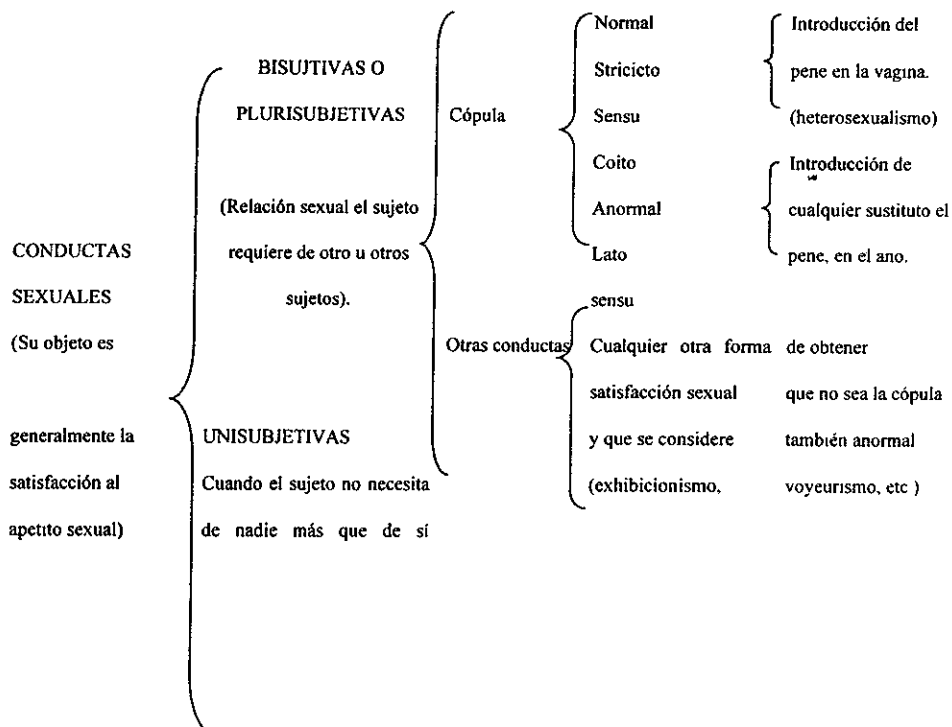 CONDUCTAS
SEXUALES
(Su objeto es
generalmente la
satisfacción al
apetito sexual)
BISUJTIVAS O
PLURISUBJETIVAS
(Relación sexual el sujeto
requiere de otro u otros
sujetos).
UNISUBJETIVAS
Cuando el sujeto no necesita
de nadie más que de sí
Cópula
Normal
Stricicto
Sensu
Coito
Anormal
Lato
sensu
Introducción del
pene en la vagina.
(heterosexualismo)
Introducción de
cualquier sustituto el
pene, en el ano.
Otras conductas
Cualquier otra forma de obtener
satisfacción sexual que no sea la cópula
y que se considere también anormal
(exhibicionismo, voyeurismo, etc )